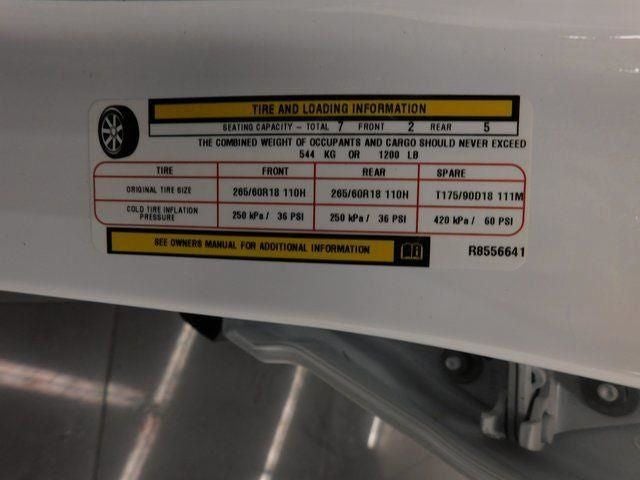 TIRE AND LOADING INFORMATION
SEATING CAPACITY - TOTAL 7 FRONT 2 REAR 5
THE COMBINED WEIGHT OF OCCUPANTS AND CARGO SHOULD NEVER EXCEED
544 KG OR 1200 LB
TIRE FRONT REAR SPARE
ORIGINAL TIRE SIZE 265/60R18 110H 265/60R18 110H T175/90D18 111M
COLD TIRE INFLATION PRESSURE 250 kPa / 36 PSI 250 kPa / 36 PSI 420 kPa / 60 PSI
SEE OWNERS MANUAL FOR ADDITIONAL INFORMATION
R8556641